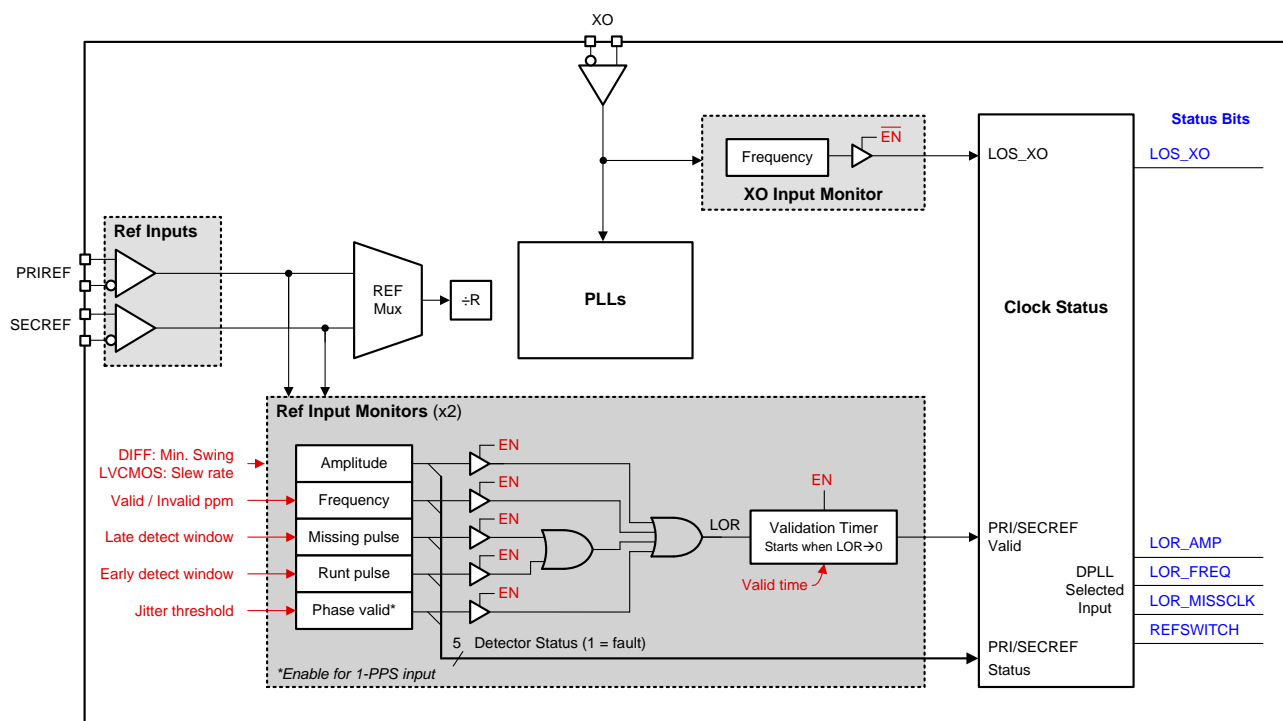 XO
Status Bits
EN
LOS_XO
LOS_XO
Frequency
XO Input Monitor
Ref Inputs
PRIREF
SECREF
REF
Mux
÷R
PLLs
Clock Status
Ref Input Monitors (x2)
DIFF: Min. Swing
LVCMOS: Slew rate
Amplitude
EN
Valid / Invalid ppm
Frequency
EN
Late detect window
Missing pulse
EN
Early detect window
Runt pulse
EN
Jitter threshold
Phase valid*
EN
LOR
EN
Validation Timer
Starts when LOR→0
Valid time
PRI/SECREF
Valid
DPLL
Selected
Input
LOR_AMP
LOR_FREQ
LOR_MISSCLK
REFSWITCH
5
Detector Status (1 = fault)
PRI/SECREF
Status
*Enable for 1-PPS input